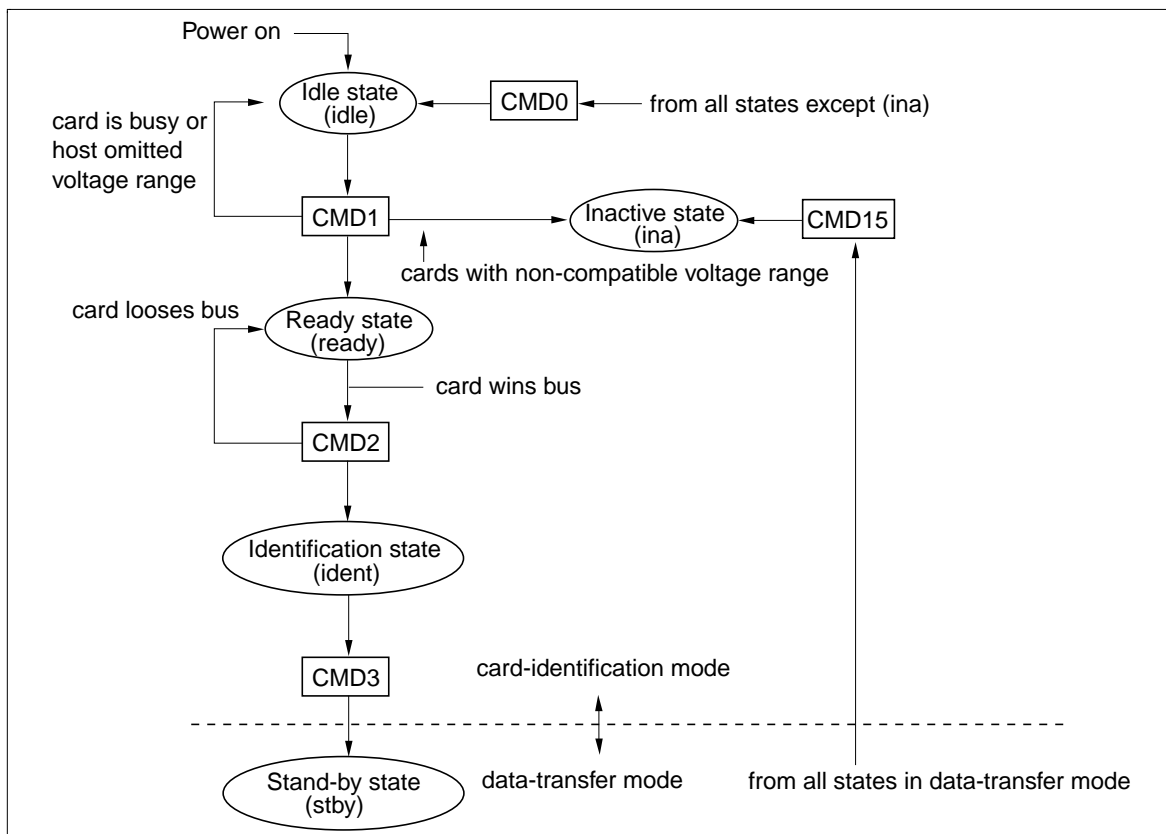 Power on
Idle state
(idle)
CMD0
from all states except (ina)
card is busy or
host omitted
voltage range
CMD1
Inactive state
(ina)
CMD15
cards with non-compatible voltage range
card looses bus
Ready state
(ready)
card wins bus
CMD2
Identification state
(ident)
CMD3
card-identification mode
Stand-by state
(stby)
data-transfer mode
from all states in data-transfer mode